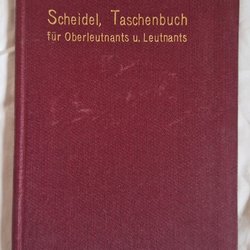 Scheidel, Taschenbuch
für Oberleutnants u. Leutnants